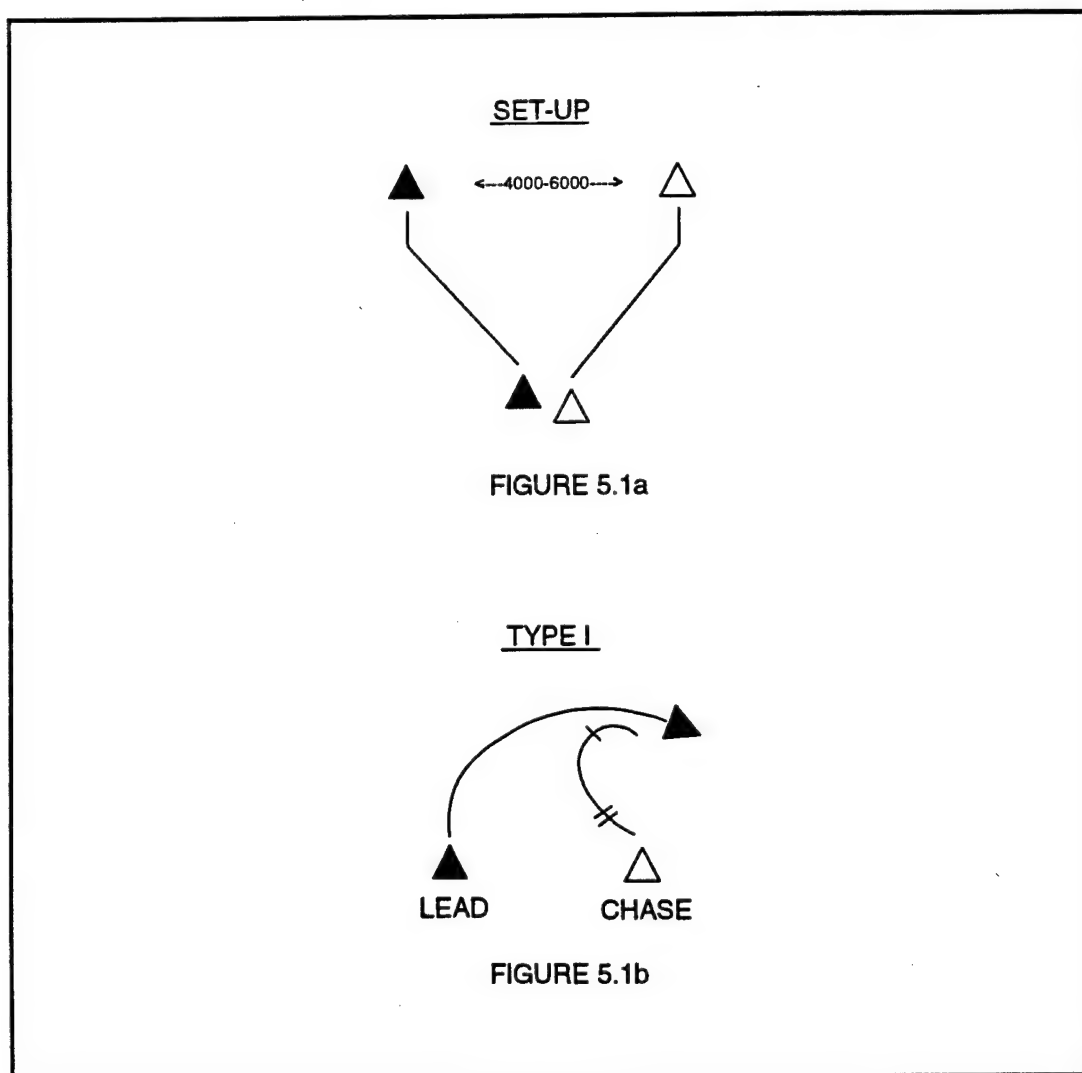 SET-UP
<---4000-6000---->
FIGURE 5.1a
TYPE I
LEAD CHASE
FIGURE 5.1b